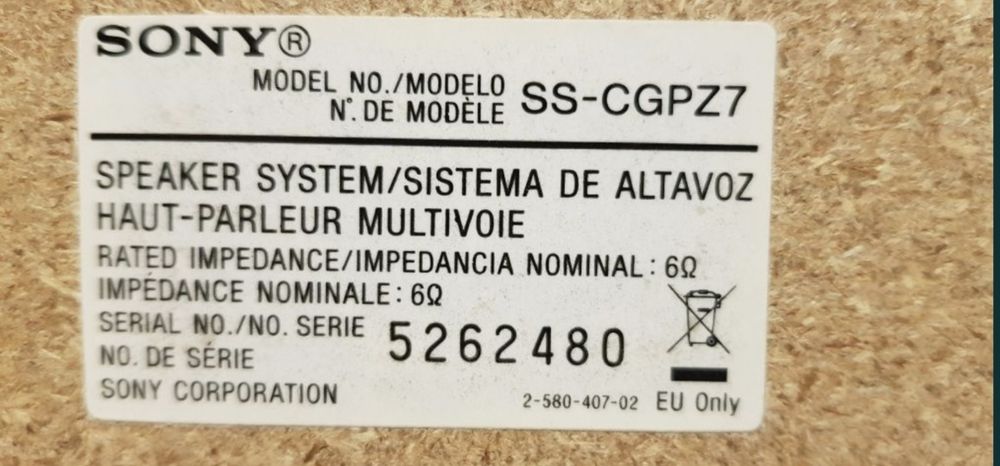 SONY®
MODEL NO./MODELO
N°. DE MODÈLE
SS-CGPZ7
SPEAKER SYSTEM/SISTEMA DE ALTAVOZ
HAUT-PARLEUR MULTIVOIE
RATED IMPEDANCE/IMPEDANCIA NOMINAL : 6Ω
IMPÉDANCE NOMINALE : 6Ω
SERIAL NO./NO. SERIE
NO. DE SÉRIE
5262480
SONY CORPORATION
2-580-407-02 EU Only